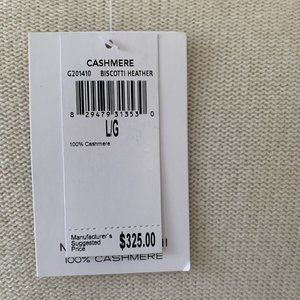 CASHMERE
G201410 BISCOTTI HEATHER
8 29479 31353 0
L/G
100% Cashmere
Manufacturer's
Suggested
Price
$325.00
100% CASHMERE